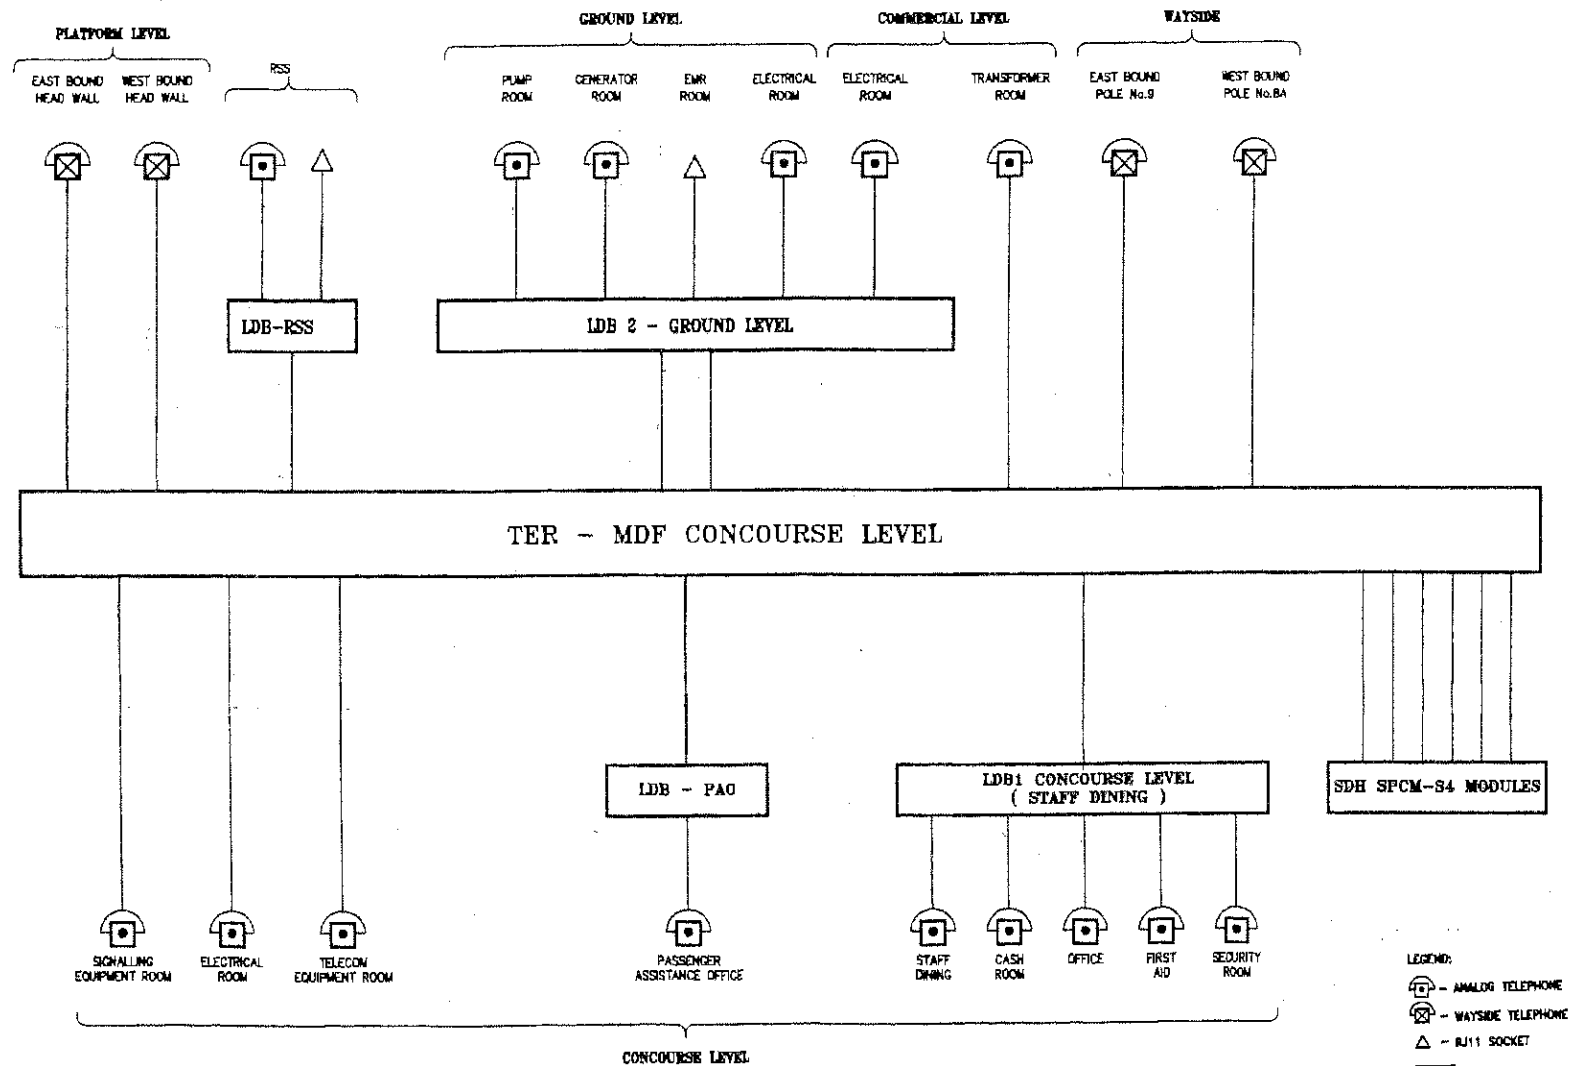 GROUND LEVEL
COMMERCIAL LEVEL
WAYSIDE
PLATFORM LEVEL
EAST BOUND
HEAD WALL
WEST BOUND
HEAD WALL
RSS
PUMP
ROOM
GENERATOR
ROOM
EMR
ROOM
ELECTRICAL
ROOM
ELECTRICAL
ROOM
TRANSFORMER
ROOM
EAST BOUND
POLE No.9
WEST BOUND
POLE No.8A
LDB-RSS
LDB 2 - GROUND LEVEL
TER - MDF CONCOURSE LEVEL
LDB - PAO
LDB1 CONCOURSE LEVEL
( STAFF DINING )
SDH SPCM-S4 MODULES
SIGNALLING
EQUIPMENT ROOM
ELECTRICAL
ROOM
TELECOM
EQUIPMENT ROOM
PASSENGER
ASSISTANCE OFFICE
STAFF
DINING
CASH
ROOM
OFFICE
FIRST
AID
SECURITY
ROOM
CONCOURSE LEVEL
LEGEND:
- ANALOG TELEPHONE
- WAYSIDE TELEPHONE
- RJ11 SOCKET